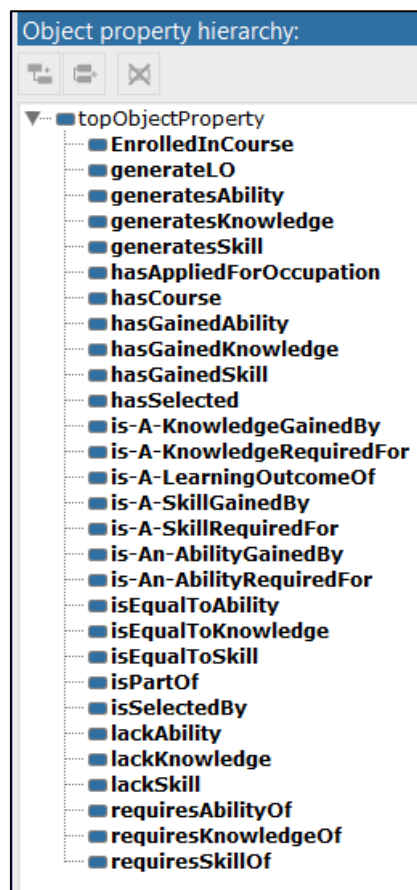 Object property hierarchy:
topObjectProperty
EnrolledInCourse
generateLO
generatesAbility
generatesKnowledge
generatesSkill
hasAppliedForOccupation
hasCourse
hasGainedAbility
hasGainedKnowledge
hasGainedSkill
hasSelected
is-A-KnowledgeGainedBy
is-A-KnowledgeRequiredFor
is-A-LearningOutcomeOf
is-A-SkillGainedBy
is-A-SkillRequiredFor
is-An-AbilityGainedBy
is-An-AbilityRequiredFor
isEqualToAbility
isEqualToKnowledge
isEqualToSkill
isPartOf
isSelectedBy
lackAbility
lackKnowledge
lackSkill
requiresAbilityOf
requiresKnowledgeOf
requiresSkillOf